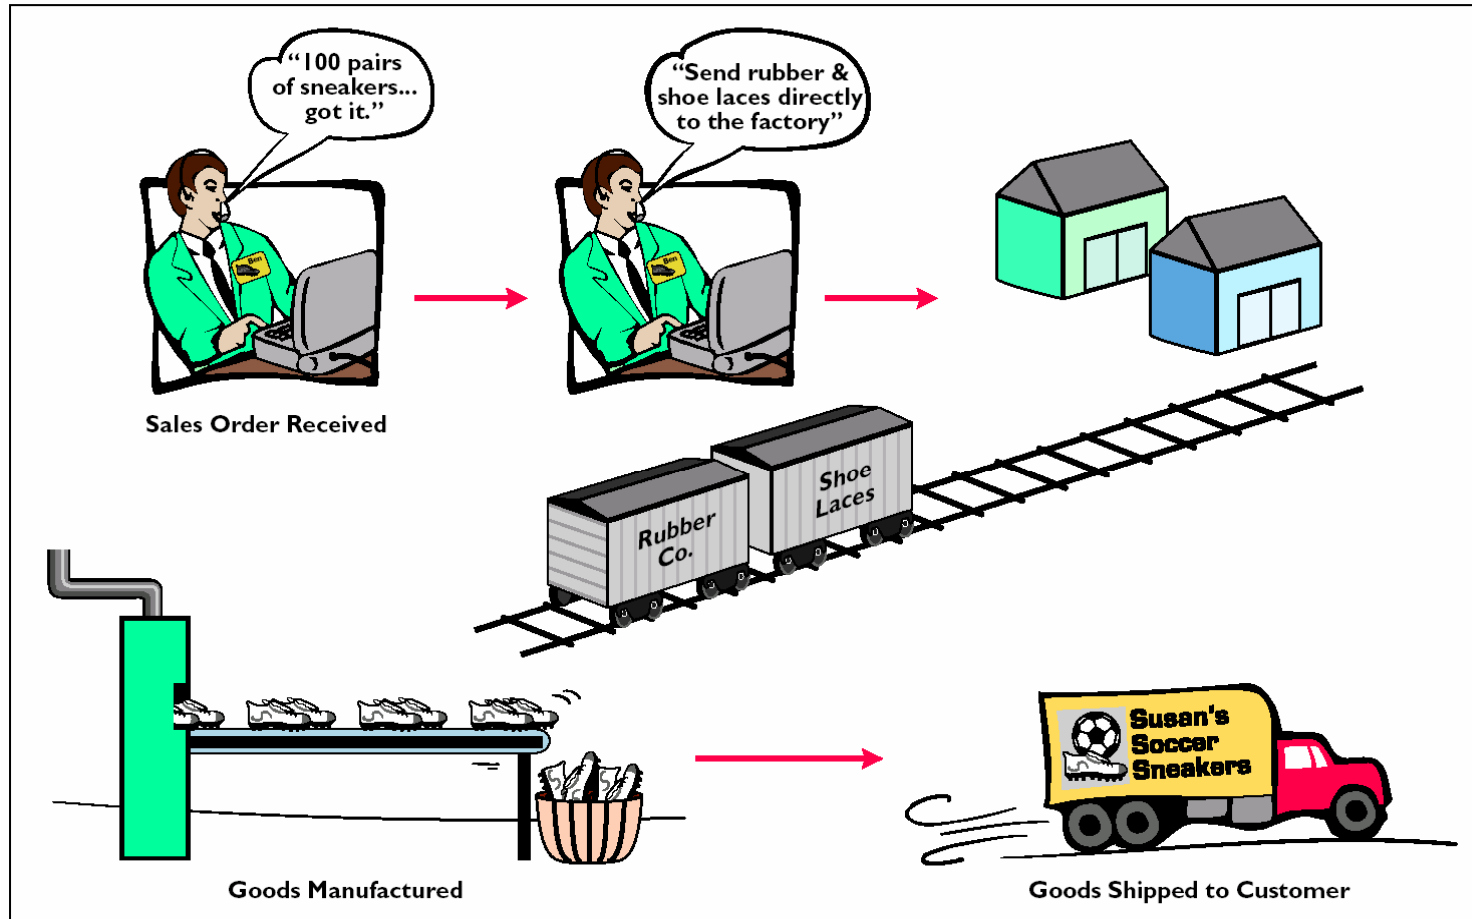 “100 pairs
of sneakers...
got it.”
“Send rubber &
shoe laces directly
to the factory”
Ben
Ben
Sales Order Received
Shoe
Laces
Rubber
Co.
Susan's
Soccer
Sneakers
Goods Manufactured
Goods Shipped to Customer